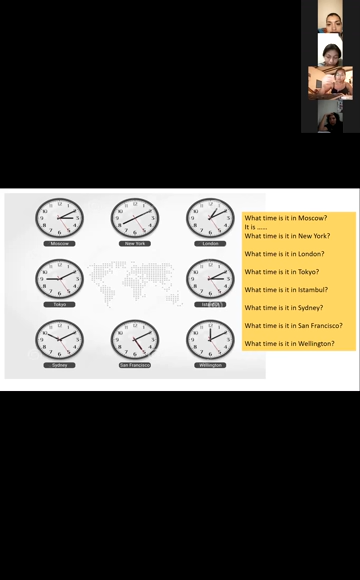 Moscow
New York
London
Tokyo
Sydney
San Francisco
Wellington
What time is it in Moscow?
It is ......
What time is it in New York?
What time is it in London?
What time is it in Tokyo?
What time is it in Istambul?
What time is it in Sydney?
What time is it in San Francisco?
What time is it in Wellington?